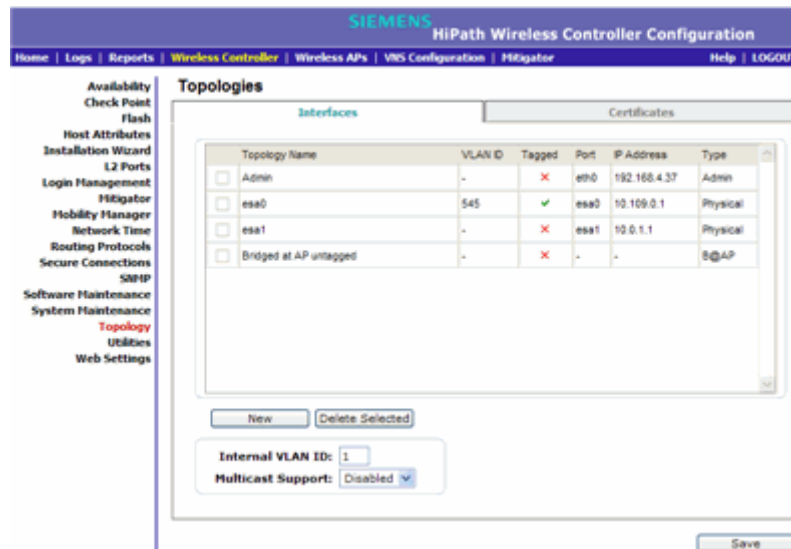 SIEMENS
HiPath Wireless Controller Configuration
Home | Logs | Reports | Wireless Controller | Wireless APs | VNS Configuration | Mitigator Help | LOGOU
Availability
Check Point
Flash
Host Attributes
Installation Wizard
L2 Ports
Login Management
Mitigator
Mobility Manager
Network Time
Routing Protocols
Secure Connections
SNMP
Software Maintenance
System Maintenance
Topology
Utilities
Web Settings
Topologies
Interfaces Certificates
Topology Name VLAN ID Tagged Port IP Address Type
Admin - eth0 192.168.4.37 Admin
esa0 545 esa0 10.109.0.1 Physical
esa1 - esa1 10.0.1.1 Physical
Bridged at AP untagged - - - B@AP
New Delete Selected
Internal VLAN ID: 1
Multicast Support: Disabled
Save